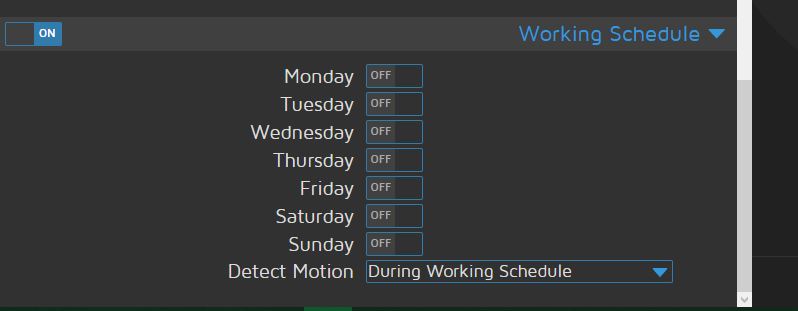 ON Working Schedule
Monday OFF
Tuesday OFF
Wednesday OFF
Thursday OFF
Friday OFF
Saturday OFF
Sunday OFF
Detect Motion During Working Schedule